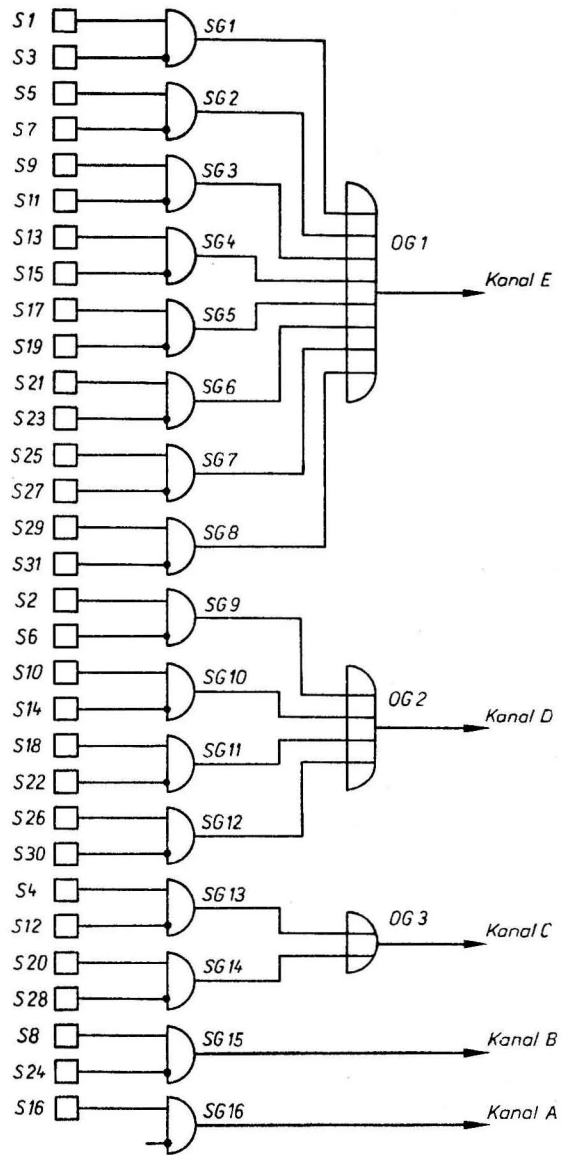 S1
SG1
S3
S5
SG2
S7
S9
SG3
S11
S13
SG4
OG1
S15
Kanal E
S17
SG5
S19
S21
SG6
S23
S25
SG7
S27
S29
SG8
S31
S2
SG9
S6
S10
SG10
OG2
S14
Kanal D
S18
SG11
S22
S26
SG12
S30
S4
SG13
OG3
S12
Kanal C
S20
SG14
S28
S8
SG15
Kanal B
S24
S16
SG16
Kanal A